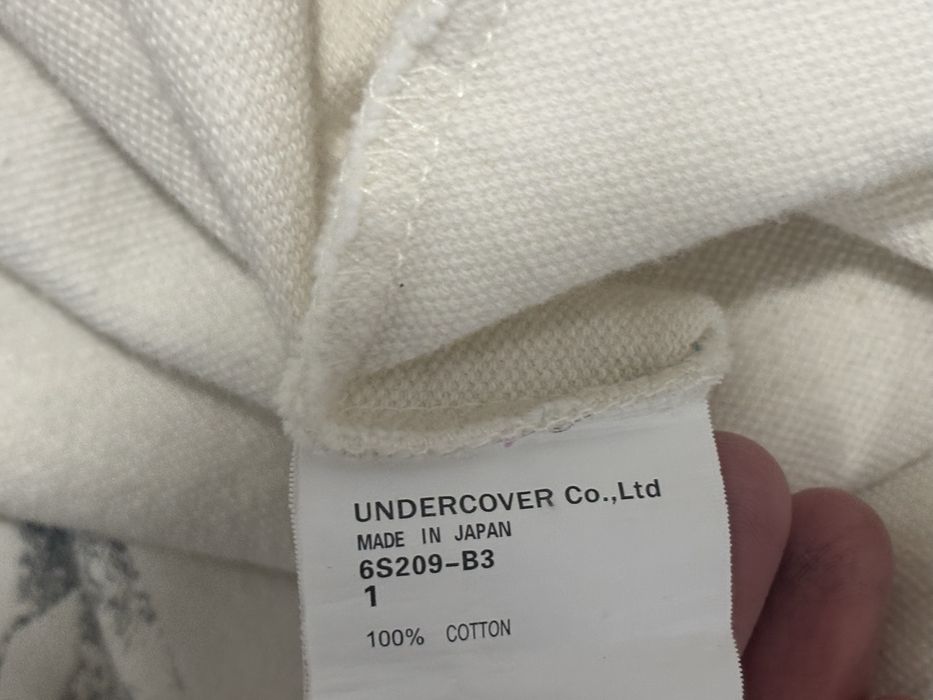 UNDERCOVER Co.,Ltd
MADE IN JAPAN
6S209-B3
1
100% COTTON